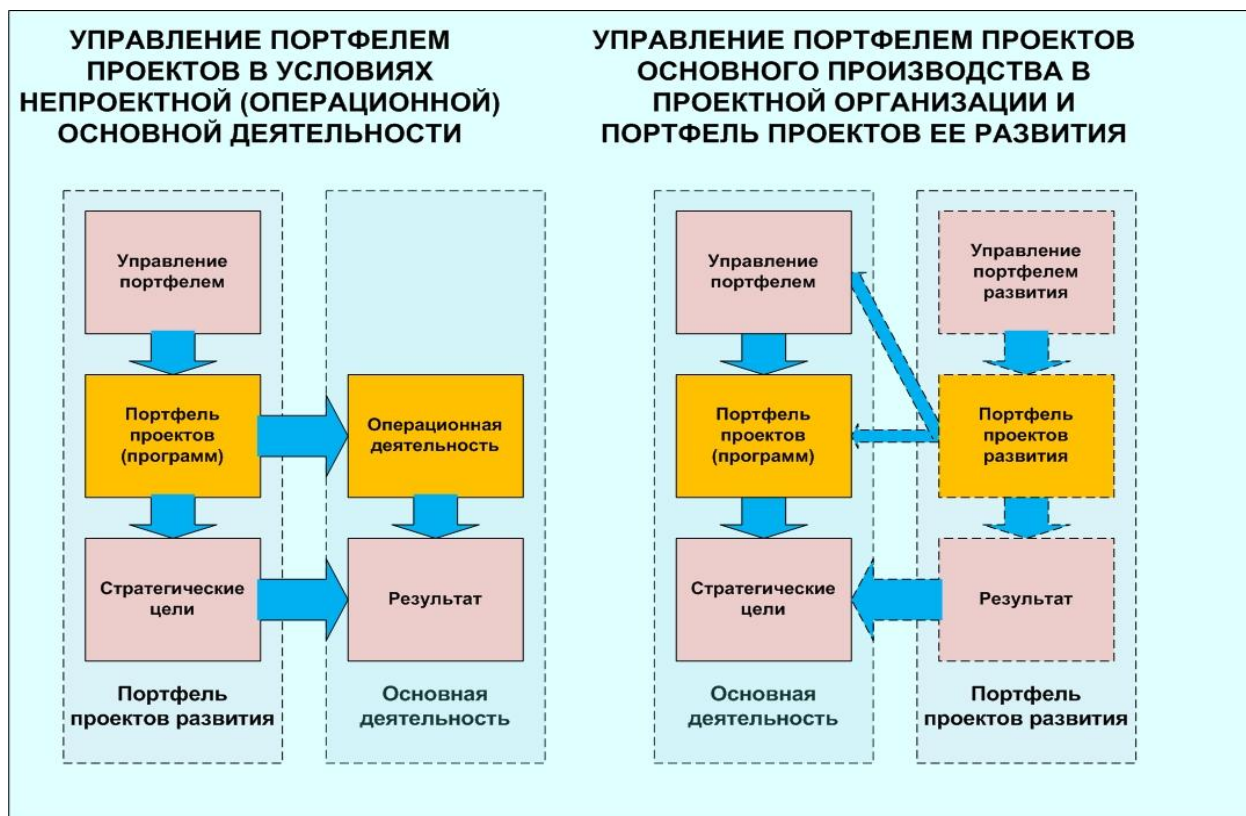 УПРАВЛЕНИЕ ПОРТФЕЛЕМ
ПРОЕКТОВ В УСЛОВИЯХ
НЕПРОЕКТНОЙ (ОПЕРАЦИОННОЙ)
ОСНОВНОЙ ДЕЯТЕЛЬНОСТИ
УПРАВЛЕНИЕ ПОРТФЕЛЕМ ПРОЕКТОВ
ОСНОВНОГО ПРОИЗВОДСТВА В
ПРОЕКТНОЙ ОРГАНИЗАЦИИ И
ПОРТФЕЛЬ ПРОЕКТОВ ЕЕ РАЗВИТИЯ
Управление
портфелем
Портфель
проектов
(программ)
Стратегические
цели
Портфель
проектов развития
Операционная
деятельность
Результат
Основная
деятельность
Управление
портфелем
Портфель
проектов
(программ)
Стратегические
цели
Основная
деятельность
Управление
портфелем
развития
Портфель
проектов
развития
Результат
Портфель
проектов развития